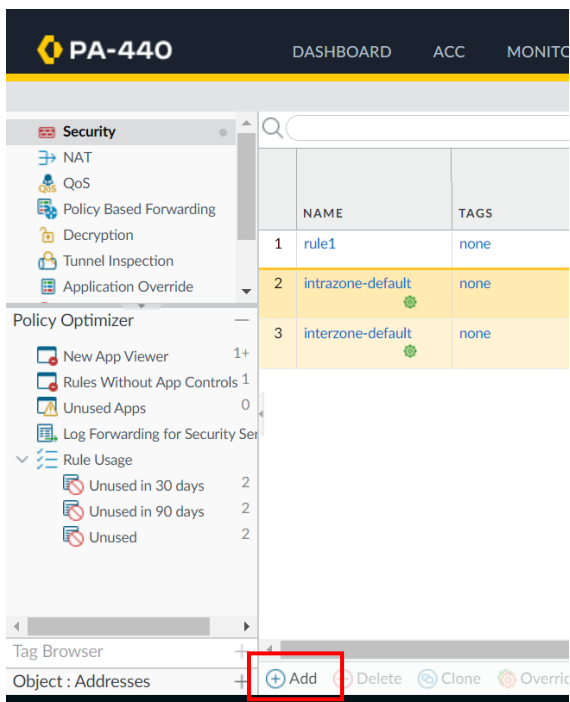 PA-440
DASHBOARD ACC MONITO
Security
NAT
QoS
Policy Based Forwarding
Decryption
Tunnel Inspection
Application Override
NAME TAGS
1 rule1 none
2 intrazone-default none
3 interzone-default none
Policy Optimizer
New App Viewer 1+
Rules Without App Controls 1
Unused Apps 0
Log Forwarding for Security Ser
Rule Usage
Unused in 30 days 2
Unused in 90 days 2
Unused 2
Tag Browser
Object : Addresses
Add Delete Clone Overrid